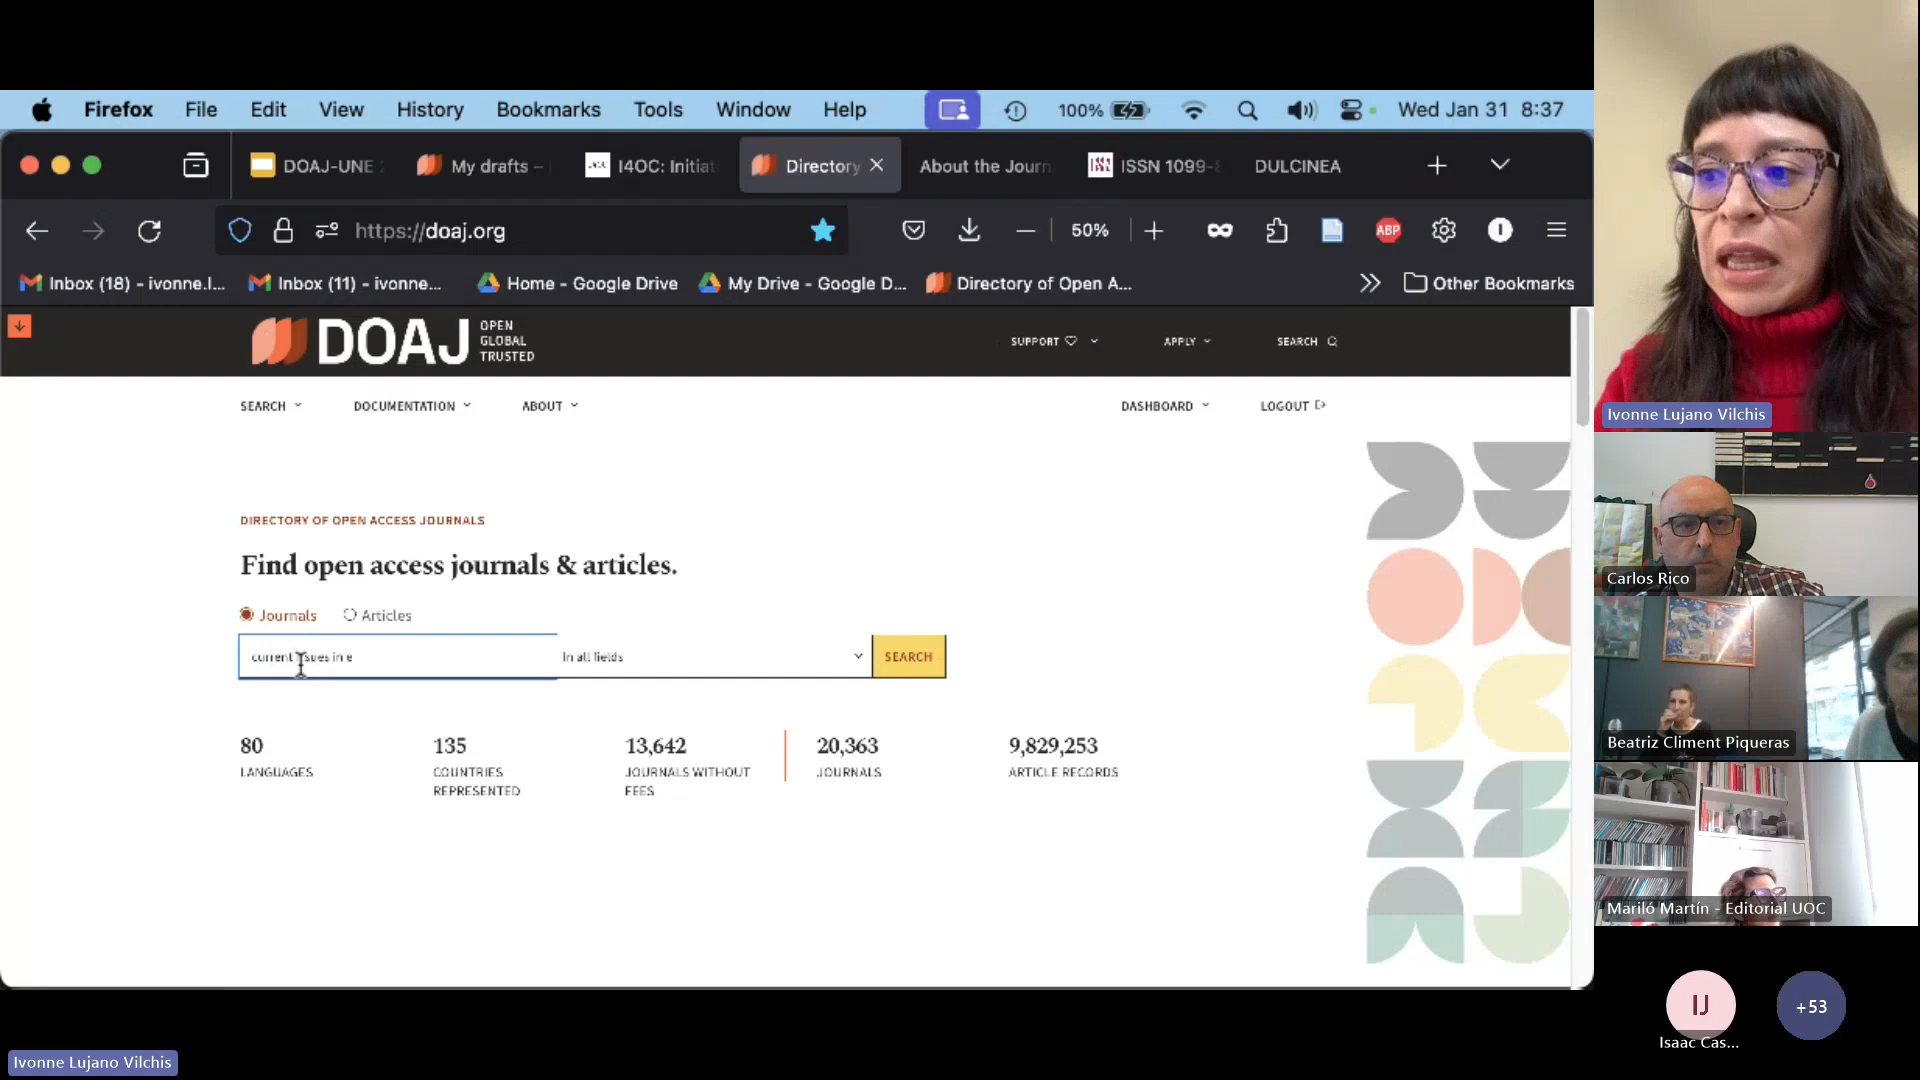 Firefox File Edit View History Bookmarks Tools Window Help 100% Wed Jan 31 8:37
DOAJ-UNE My drafts – I4OC: Initiat Directory About the Journ ISSN 1099- DULCINEA
https://doaj.org 50% ABP I
Inbox (18) - ivonne.l... Inbox (11) - ivonne... Home - Google Drive My Drive - Google D... Directory of Open A... Other Bookmarks
DOAJ OPEN GLOBAL TRUSTED
SUPPORT APPLY SEARCH
SEARCH DOCUMENTATION ABOUT DASHBOARD LOGOUT
DIRECTORY OF OPEN ACCESS JOURNALS
Find open access journals & articles.
Journals Articles
current issues in e In all fields SEARCH
80 135 13,642 20,363 9,829,253
LANGUAGES COUNTRIES REPRESENTED JOURNALS WITHOUT FEES JOURNALS ARTICLE RECORDS
Ivonne Lujano Vilchis
Carlos Rico
Beatriz Climent Piqueras
Mariló Martín - Editorial UOC
IJ +53
Isaac Cas...
Ivonne Lujano Vilchis